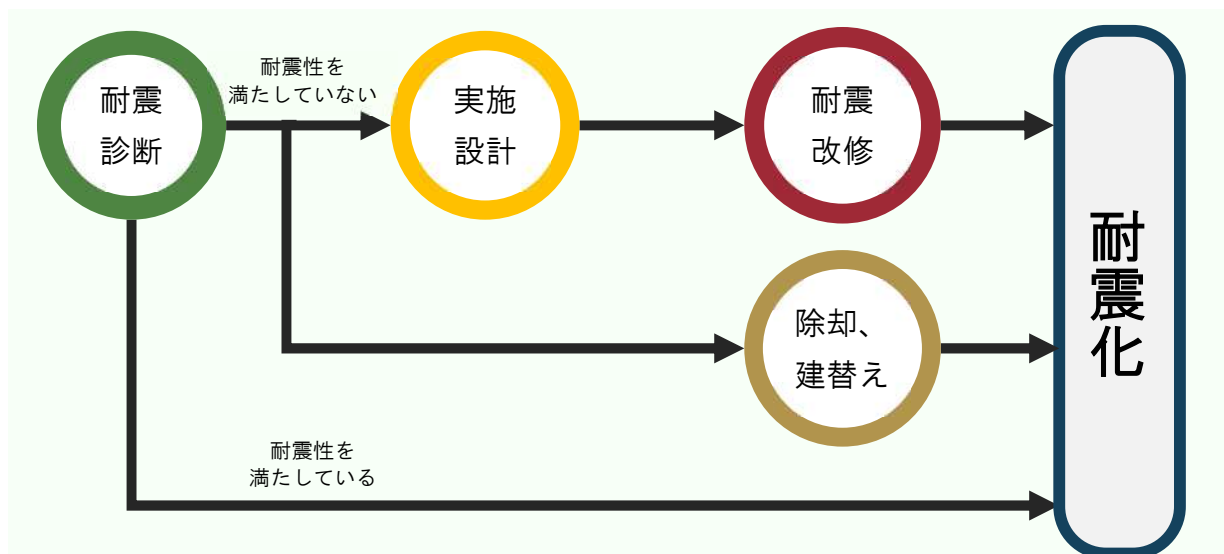 耐震
診断
耐震性を
満たしていない
実施
設計
耐震
改修
除却、
建替え
耐震性を
満たしている
耐震化